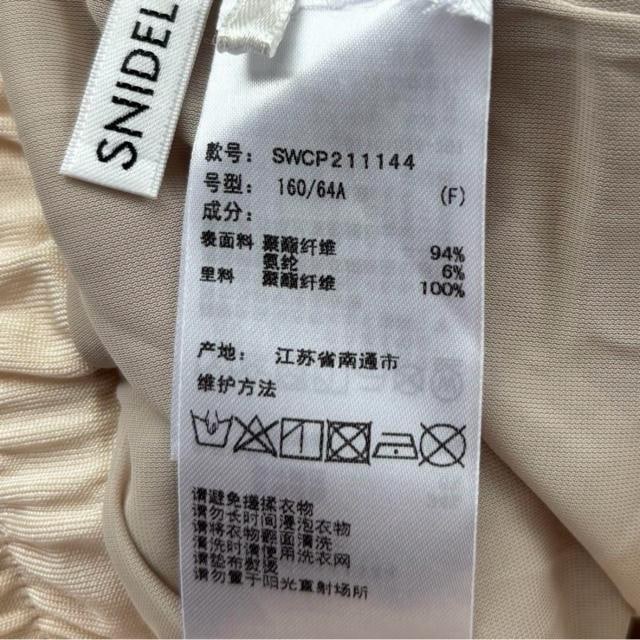 SNIDEL
款号: SWCP211144
号型: 160/64A (F)
成分:
表面料 聚酯纤维 94%
氨纶 6%
里料 聚酯纤维 100%
产地: 江苏省南通市
维护方法
请避免搓揉衣物
请勿长时间浸泡衣物
请将衣物翻面清洗
请洗时请使用洗衣网
请垫布熨烫
请勿置于阳光直射场所